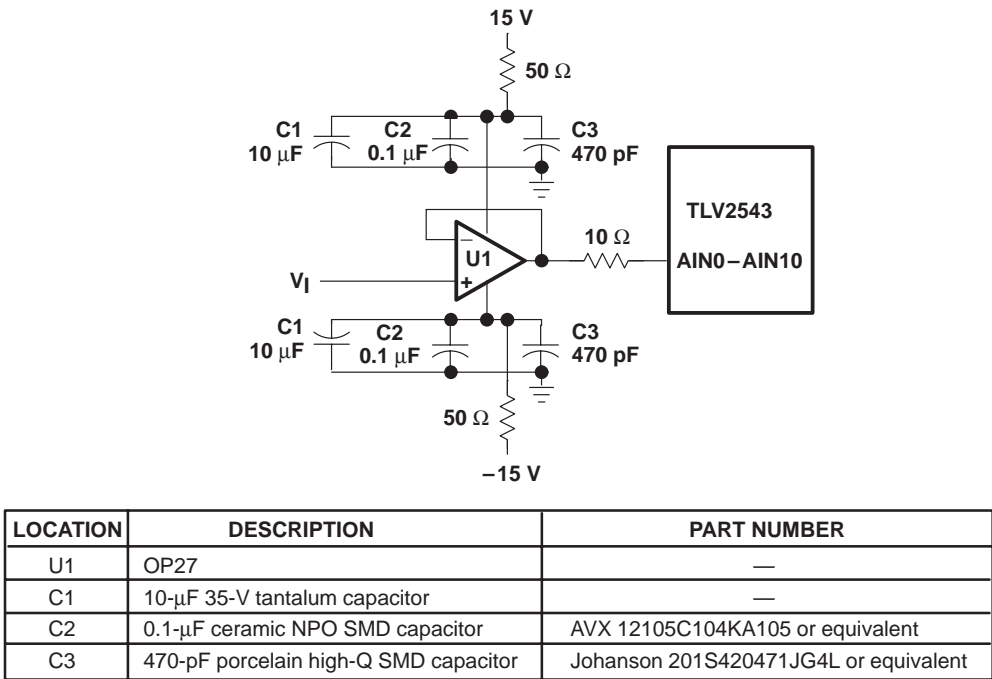 15 V
50 Ω
C1
10 μF
C2
0.1 μF
C3
470 pF
TLV2543
AIN0–AIN10
10 Ω
–
U1
+
VI
C1
10 μF
C2
0.1 μF
C3
470 pF
50 Ω
–15 V
LOCATION DESCRIPTION PART NUMBER
U1 OP27 —
C1 10-μF 35-V tantalum capacitor —
C2 0.1-μF ceramic NPO SMD capacitor AVX 12105C104KA105 or equivalent
C3 470-pF porcelain high-Q SMD capacitor Johanson 201S420471JG4L or equivalent